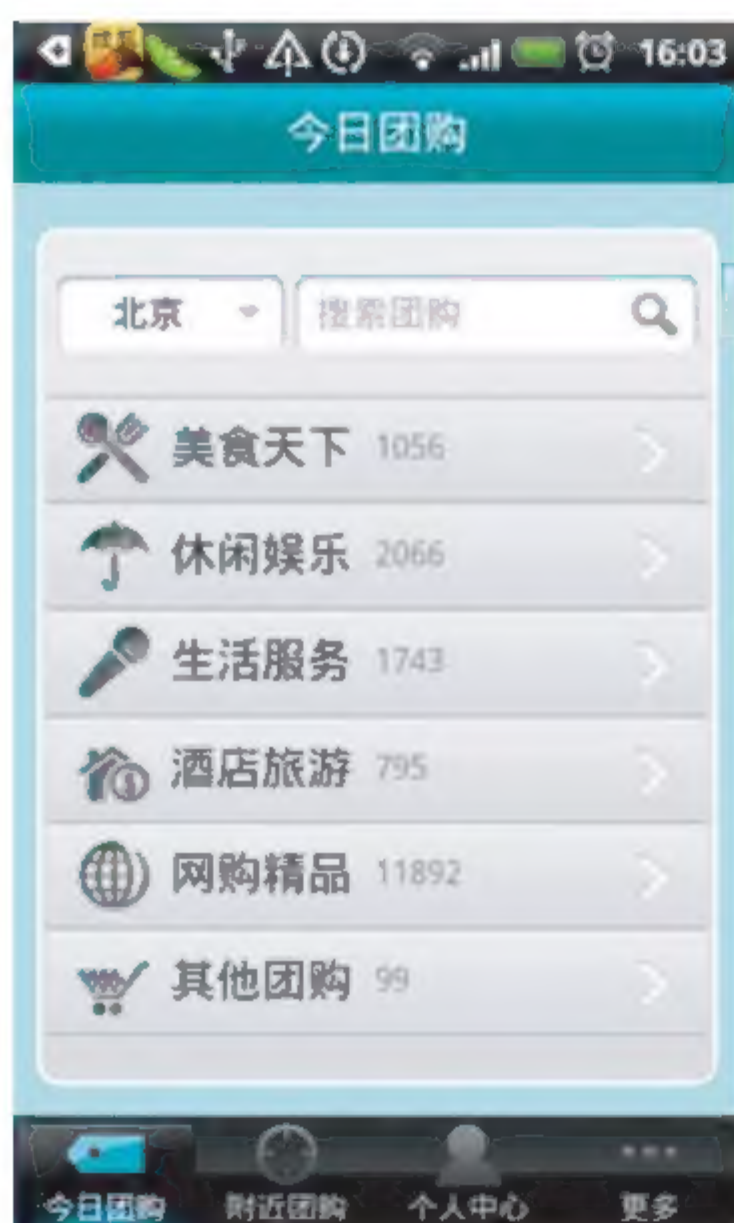 16:03
今日团购
北京 搜索团购
美食天下 1056
休闲娱乐 2066
生活服务 1743
酒店旅游 795
网购精品 11892
其他团购 99
今日团购 附近团购 个人中心 更多